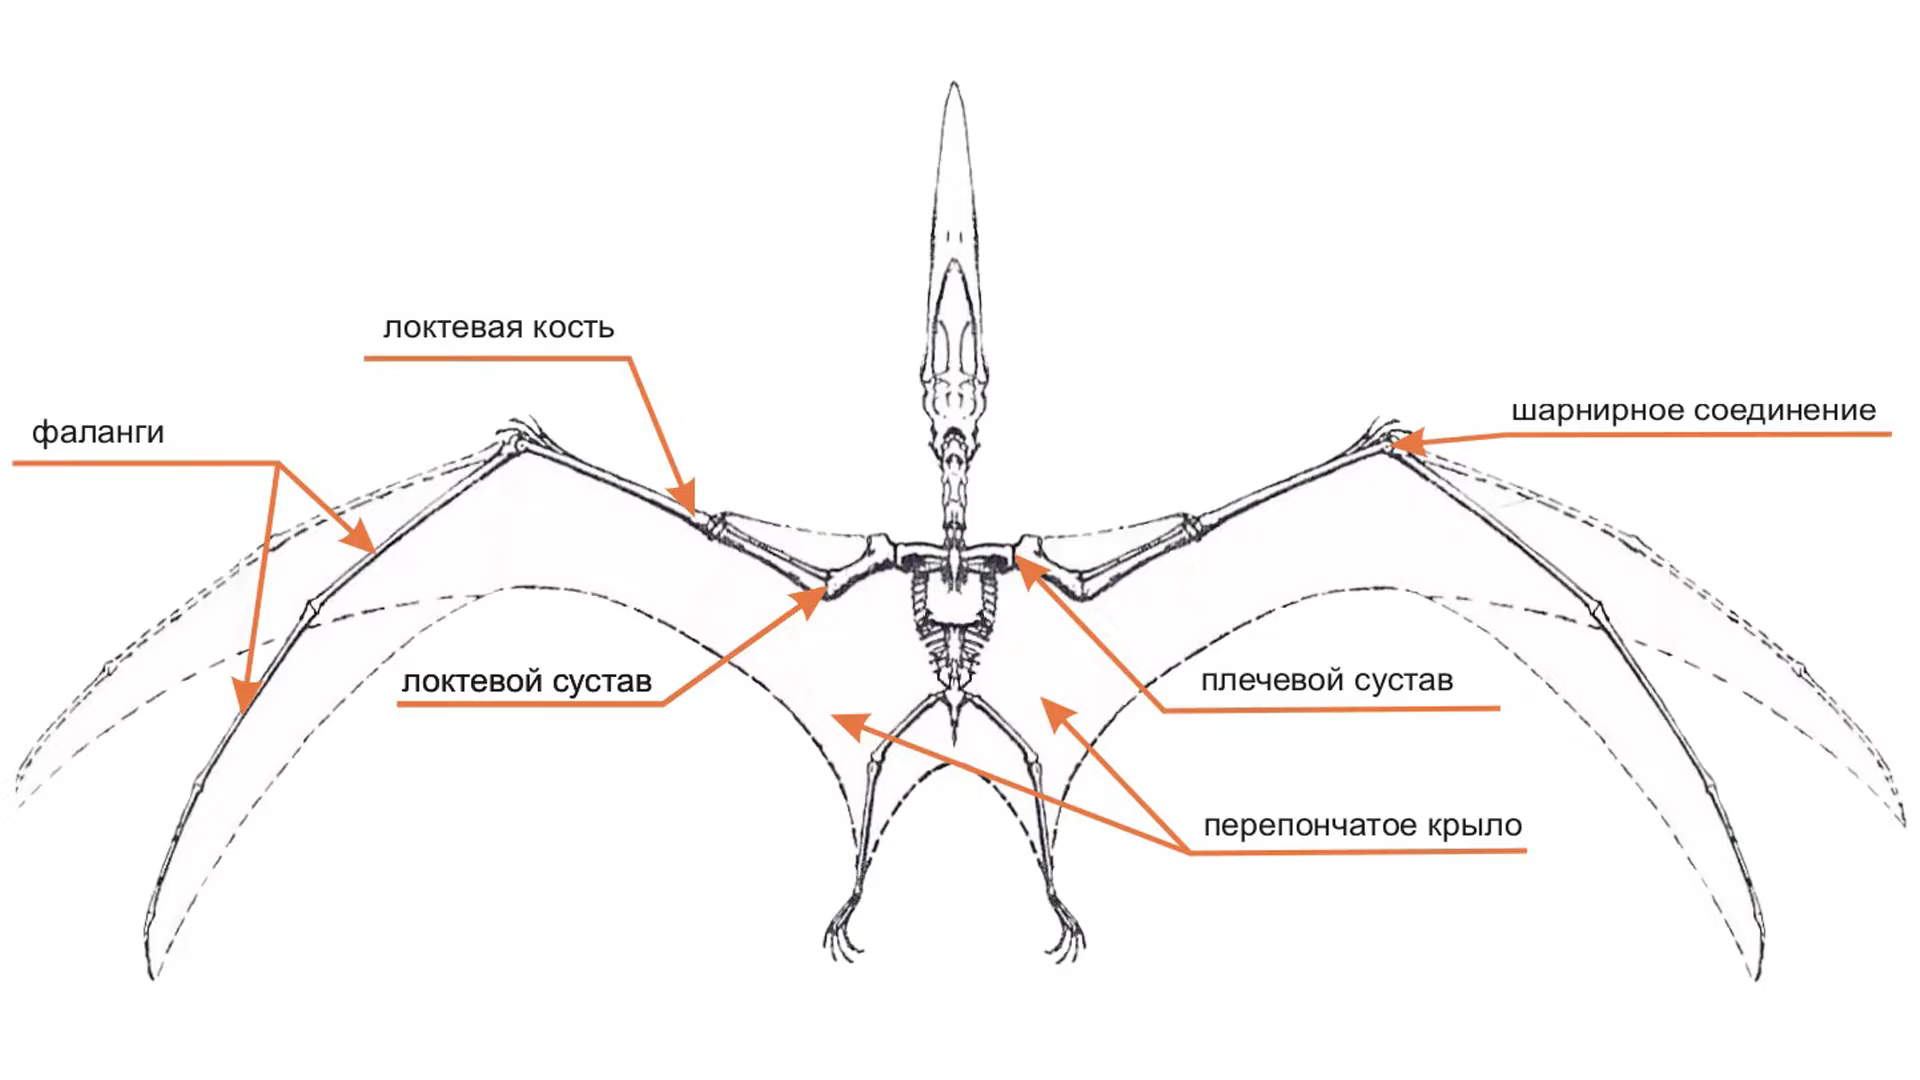 локтевая кость
шарнирное соединение
фаланги
локтевой сустав
плечевой сустав
перепончатое крыло